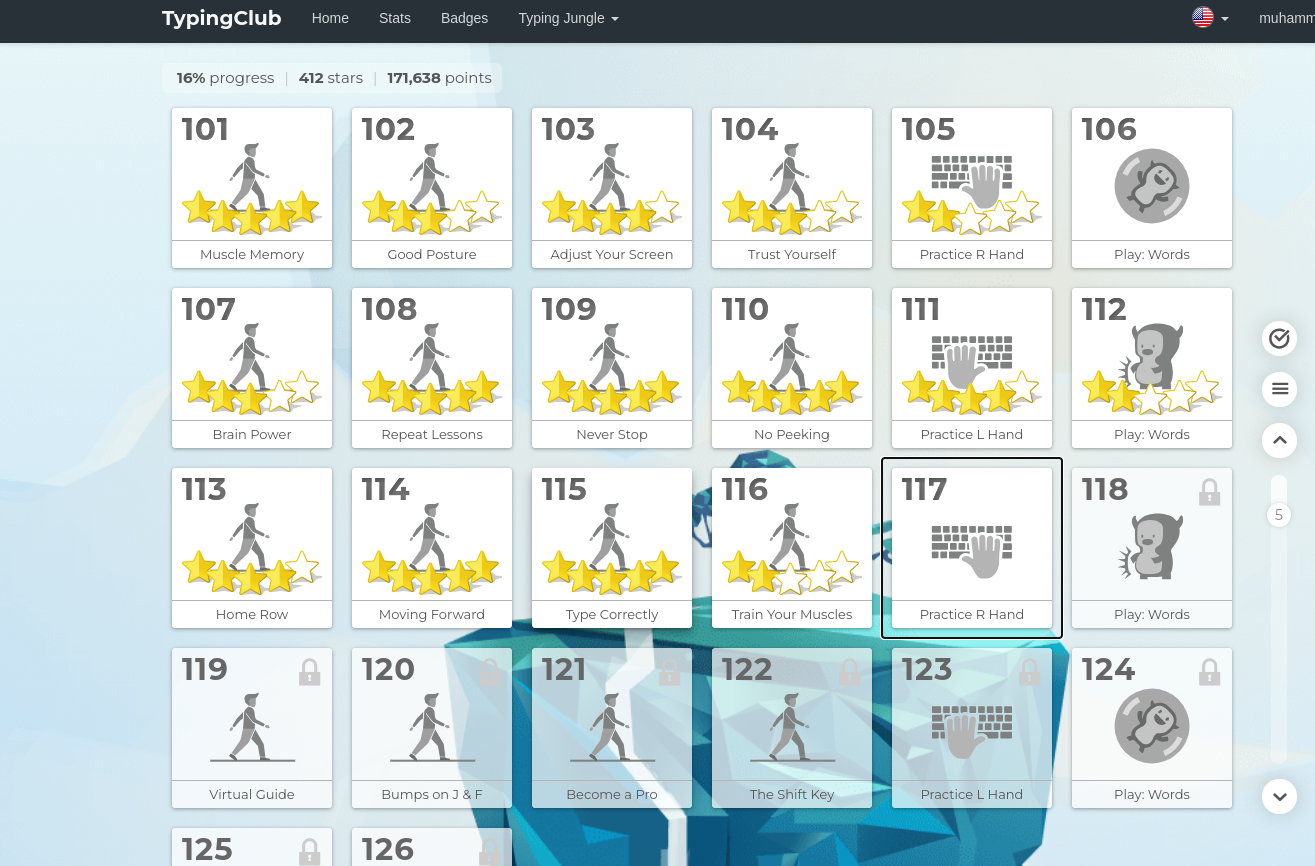 TypingClub Home Stats Badges Typing Jungle muhamm
16% progress | 412 stars | 171,638 points
101 102 103 104 105 106
Muscle Memory Good Posture Adjust Your Screen Trust Yourself Practice R Hand Play: Words
107 108 109 110 111 112
Brain Power Repeat Lessons Never Stop No Peeking Practice L Hand Play: Words
113 114 115 116 117 118
5
Home Row Moving Forward Type Correctly Train Your Muscles Practice R Hand Play: Words
119 120 121 122 123 124
Virtual Guide Bumps on J & F Become a Pro The Shift Key Practice L Hand Play: Words
125 126